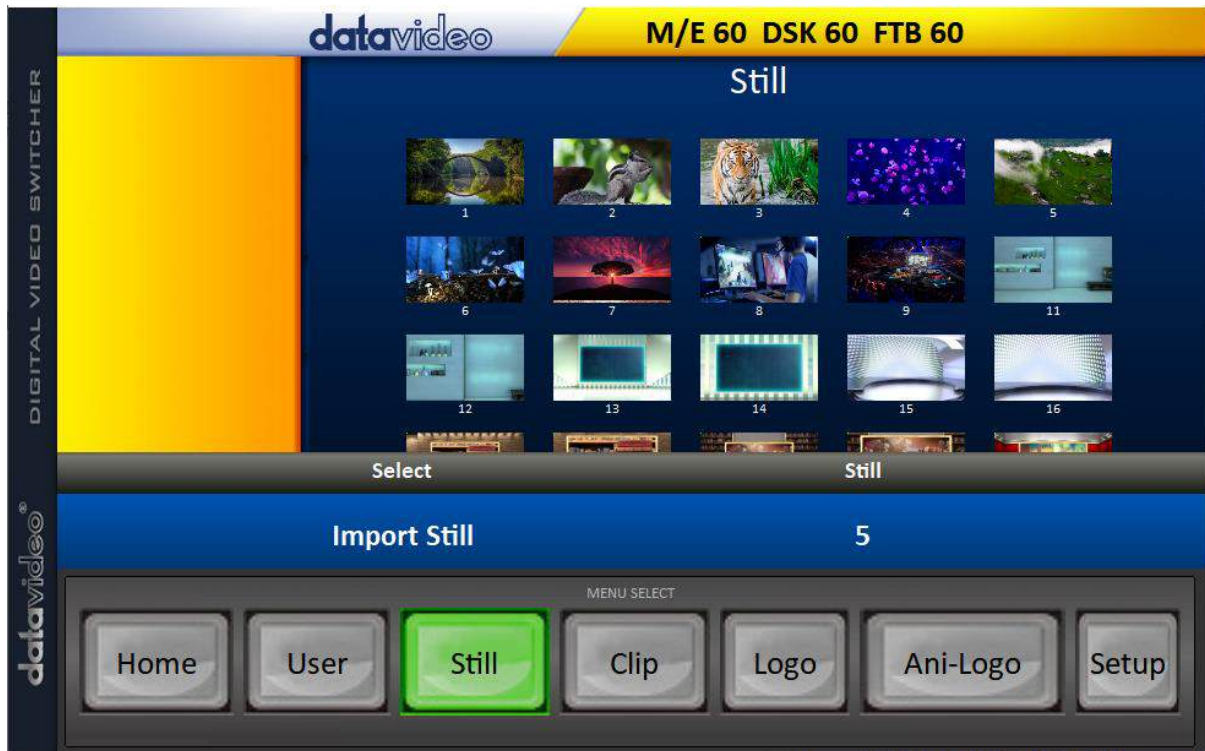 datavideo
M/E 60 DSK 60 FTB 60
DIGITAL VIDEO SWITCHER
datavideo®
Still
1 2 3 4 5
6 7 8 9 11
12 13 14 15 16
Select Still
Import Still 5
MENU SELECT
Home User Still Clip Logo Ani-Logo Setup